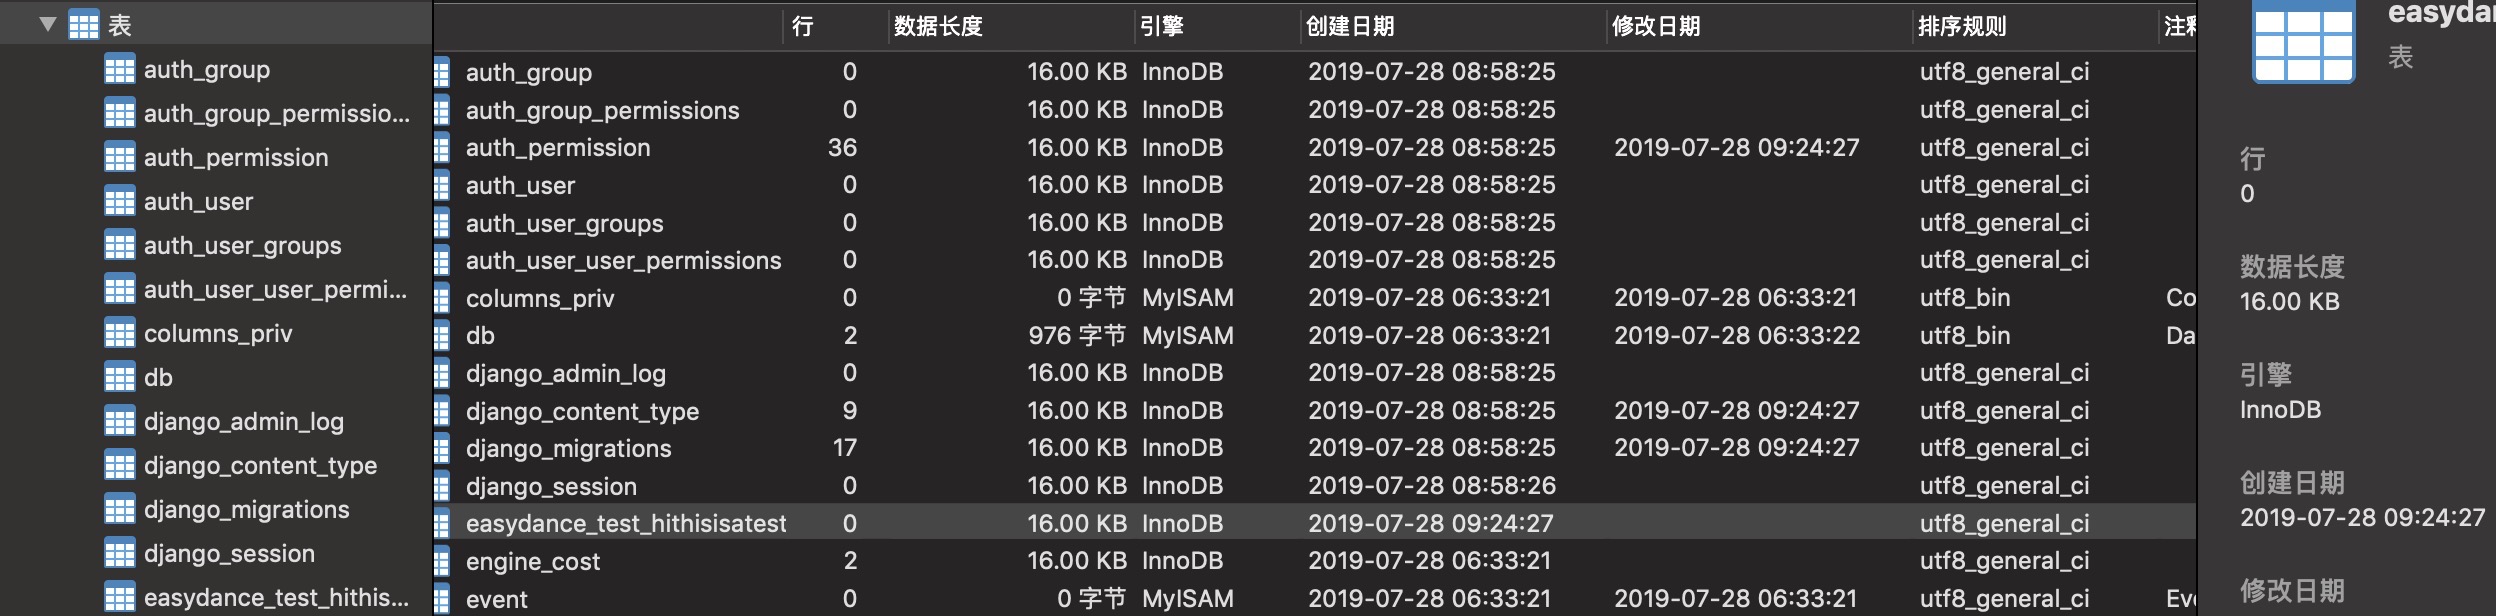 表
auth_group
auth_group_permissio...
auth_permission
auth_user
auth_user_groups
auth_user_user_permi...
columns_priv
db
django_admin_log
django_content_type
django_migrations
django_session
easydance_test_hithis...
行 数据长度 引擎 创建日期 修改日期 排序规则 注释
auth_group 0 16.00 KB InnoDB 2019-07-28 08:58:25 utf8_general_ci
auth_group_permissions 0 16.00 KB InnoDB 2019-07-28 08:58:25 utf8_general_ci
auth_permission 36 16.00 KB InnoDB 2019-07-28 08:58:25 2019-07-28 09:24:27 utf8_general_ci
auth_user 0 16.00 KB InnoDB 2019-07-28 08:58:25 utf8_general_ci
auth_user_groups 0 16.00 KB InnoDB 2019-07-28 08:58:25 utf8_general_ci
auth_user_user_permissions 0 16.00 KB InnoDB 2019-07-28 08:58:25 utf8_general_ci
columns_priv 0 0 字节 MyISAM 2019-07-28 06:33:21 2019-07-28 06:33:21 utf8_bin Co
db 2 976 字节 MyISAM 2019-07-28 06:33:21 2019-07-28 06:33:22 utf8_bin Da
django_admin_log 0 16.00 KB InnoDB 2019-07-28 08:58:25 utf8_general_ci
django_content_type 9 16.00 KB InnoDB 2019-07-28 08:58:25 2019-07-28 09:24:27 utf8_general_ci
django_migrations 17 16.00 KB InnoDB 2019-07-28 08:58:25 2019-07-28 09:24:27 utf8_general_ci
django_session 0 16.00 KB InnoDB 2019-07-28 08:58:26 utf8_general_ci
easydance_test_hithisisatest 0 16.00 KB InnoDB 2019-07-28 09:24:27 utf8_general_ci
engine_cost 2 16.00 KB InnoDB 2019-07-28 06:33:21 utf8_general_ci
event 0 0 字节 MyISAM 2019-07-28 06:33:21 2019-07-28 06:33:21 utf8_general_ci Eve
easydan
表
行
0
数据长度
16.00 KB
引擎
InnoDB
创建日期
2019-07-28 09:24:27
修改日期